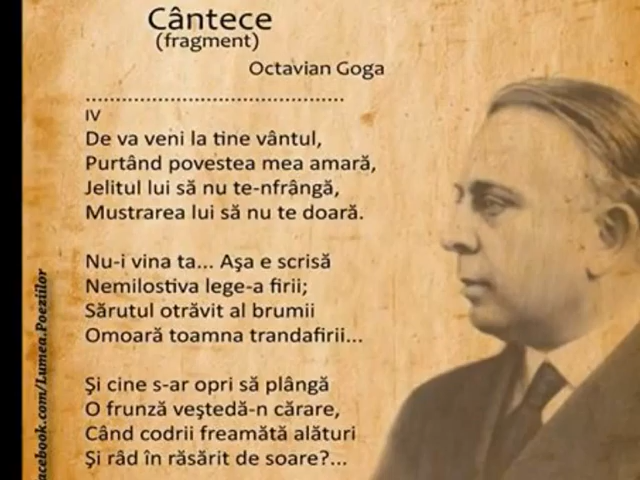 Cântece
(fragment)
Octavian Goga
..........................................
IV
De va veni la tine vântul,
Purtând povestea mea amară,
Jelitul lui să nu te-nfrângă,
Mustrarea lui să nu te doară.
Nu-i vina ta... Aşa e scrisă
Nemilostiva lege-a firii;
Sărutul otrăvit al brumii
Omoară toamna trandafirii...
Şi cine s-ar opri să plângă
O frunză veştedă-n cărare,
Când codrii freamătă alături
Şi râd în răsărit de soare?...
acebook.com/Lumea.Poeziilor